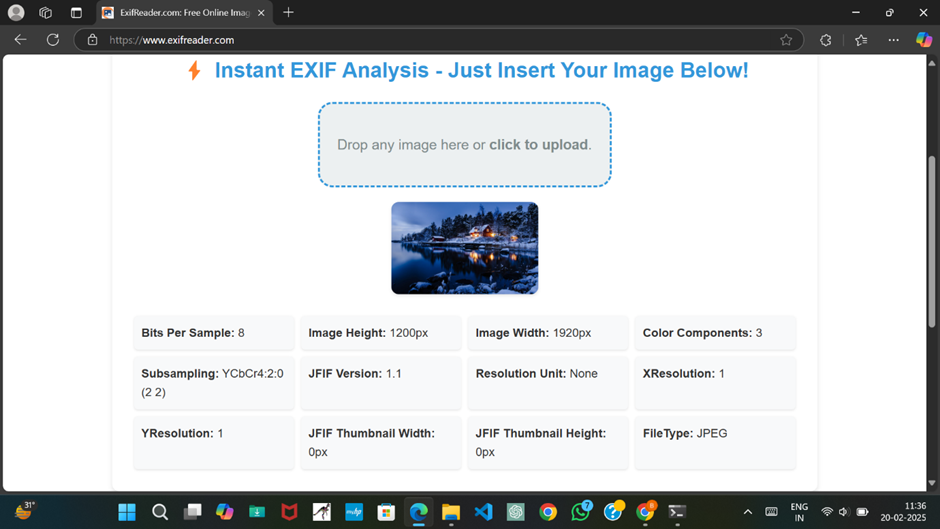 ExifReader.com: Free Online Imag
https://www.exifreader.com
Instant EXIF Analysis - Just Insert Your Image Below!
Drop any image here or click to upload.
Bits Per Sample: 8
Image Height: 1200px
Image Width: 1920px
Color Components: 3
Subsampling: YCbCr4:2:0
(2 2)
JFIF Version: 1.1
Resolution Unit: None
XResolution: 1
YResolution: 1
JFIF Thumbnail Width:
0px
JFIF Thumbnail Height:
0px
FileType: JPEG
31°
7
ENG
IN
11:36
20-02-2025